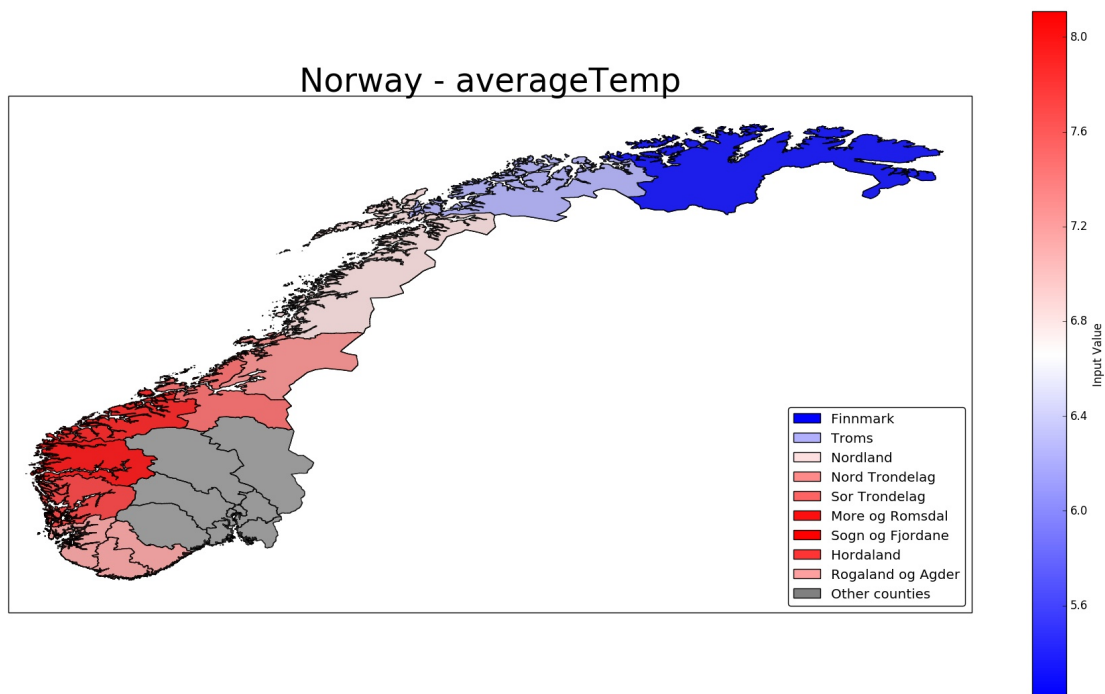 Norway - averageTemp
8.0
7.6
7.2
6.8
6.4
6.0
5.6
Input Value
Finnmark
Troms
Nordland
Nord Trondelag
Sor Trondelag
More og Romsdal
Sogn og Fjordane
Hordaland
Rogaland og Agder
Other counties